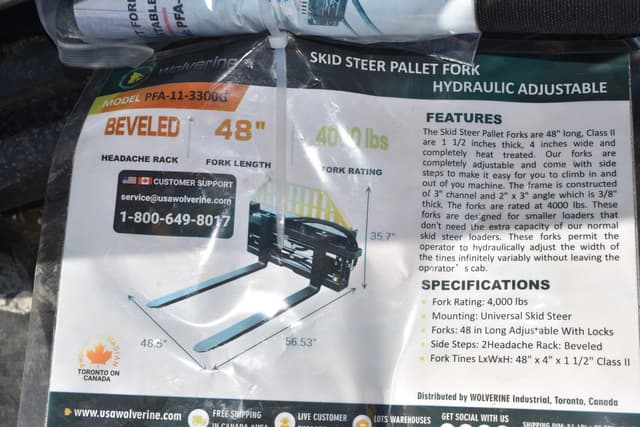 T FOR
TABLE
PFA-
Wolverine
SKID STEER PALLET FORK
HYDRAULIC ADJUSTABLE
MODEL PFA-11-3300G
BEVELED
HEADACHE RACK
48"
FORK LENGTH
lbs
FORK RATING
CUSTOMER SUPPORT
service@usawolverine.com
1-800-649-8017
35.7"
48.5"
56.53"
CANADIAN
TORONTO ON
CANADA
FEATURES
The Skid Steer Pallet Forks are 48" long, Class II
are 1 1/2 inches thick, 4 inches wide and
completely heat treated. Our forks are
completely adjustable and come with side
steps to make it easy for you to climb in and
out of you machine. The frame is constructed
of 3" channel and 2" x 3" angle which is 3/8"
thick. The forks are rated at 4000 lbs. These
forks are designed for smaller loaders that
don't need the extra capacity of our normal
skid steer loaders. These forks permit the
operator to hydraulically adjust the width of
the tines infinitely variably without leaving the
operator's cab.
SPECIFICATIONS
• Fork Rating: 4,000 lbs
• Mounting: Universal Skid Steer
• Forks: 48 in Long Adjustable With Locks
• Side Steps: 2Headache Rack: Beveled
• Fork Tines LxWxH: 48" x 4" x 1 1/2" Class II
Distributed by WOLVERINE Industrial, Toronto, Canada
www.usawolverine.com
FREE SHIPPING
IN CANADA
LIVE CUSTOMER
LOTS WAREHOUSES
GET SOCIAL WITH US
SHIPPING DIM: